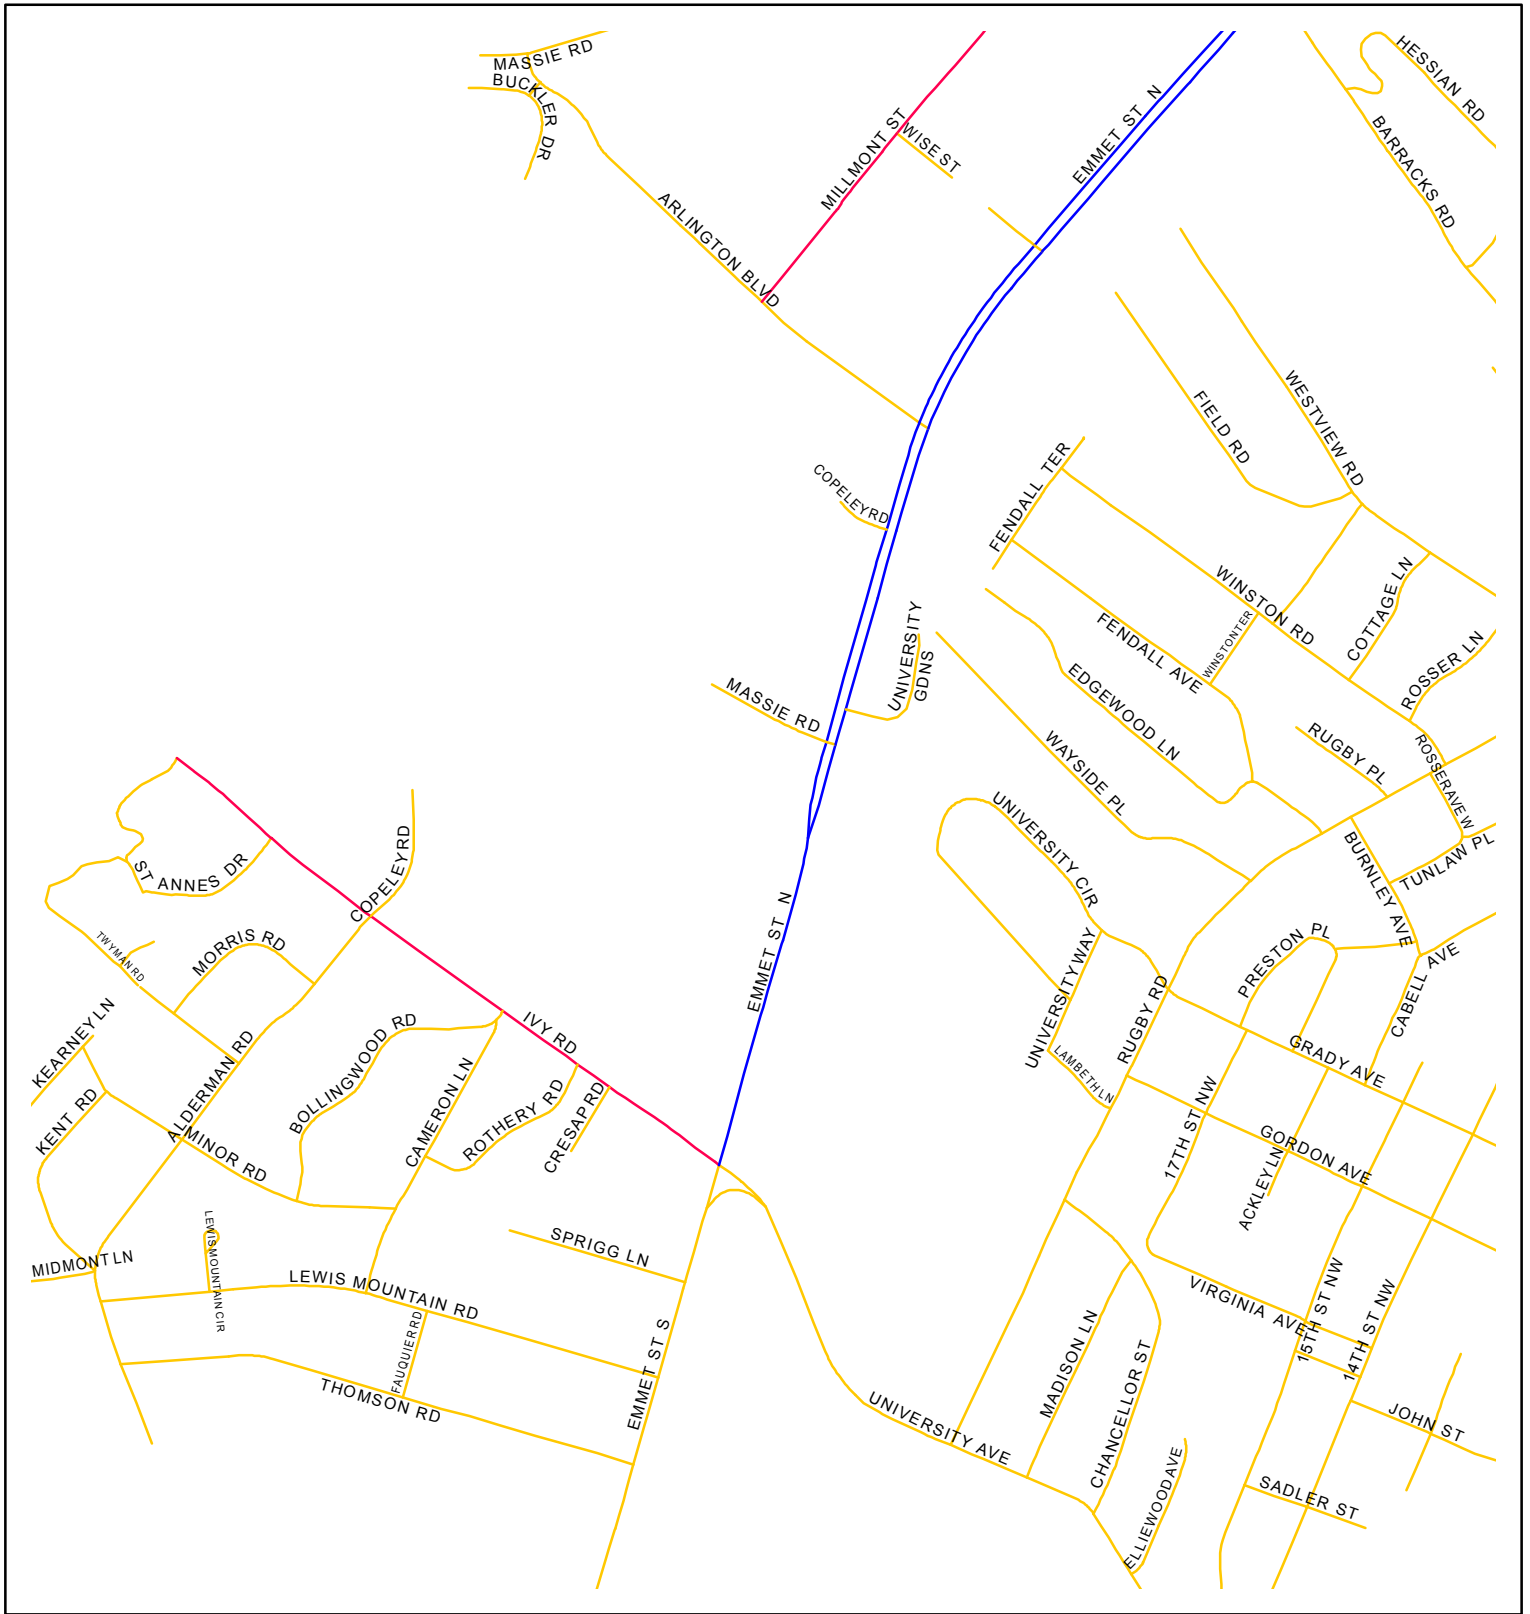 MASSIE RD
BUCKLER DR
HESSIAN RD
EMMET ST N
MILLMONT ST
WISE ST
BARRACKS RD
ARLINGTON BLVD
WESTVIEW RD
FIELD RD
COPELEY RD
FENDALL TER
WINSTON RD
COTTAGE LN
WINSTON TER
FENDALL AVE
ROSSER LN
UNIVERSITY
GDNS
MASSIE RD
EDGEWOOD LN
WAYSIDE PL
RUGBY PL
ROSSER AVE W
UNIVERSITY CIR
BURNLEY AVE
TUNLAW PL
COPELEY RD
ST ANNES DR
MORRIS RD
TWYMAN RD
EMMET ST N
UNIVERSITY WAY
PRESTON PL
CABELL AVE
RUGBY RD
KEARNEY LN
BOLLINGWOOD RD
IVY RD
LAMBETH LN
GRADY AVE
KENT RD
ALDERMAN RD
MINOR RD
CAMERON LN
ROTHERY RD
CRESAP RD
17TH ST NW
GORDON AVE
ACKLEY LN
MIDMONT LN
LEWIS MOUNTAIN CIR
LEWIS MOUNTAIN RD
SPRIGG LN
VIRGINIA AVE
15TH ST NW
14TH ST NW
FAUQUIER RD
THOMSON RD
EMMET ST S
MADISON LN
CHANCELLOR ST
UNIVERSITY AVE
JOHN ST
ELLIEWOOD AVE
SADLER ST